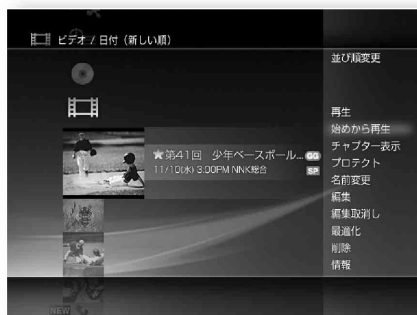 ビデオ / 日付（新しい順）
並び順変更
再生
始めから再生
★第41回 少年ベースボール... GG
チャプター表示
11/10(水) 3:00PM NNK総合 SP
プロテクト
名前変更
編集
編集取消し
最適化
削除
情報
NEW